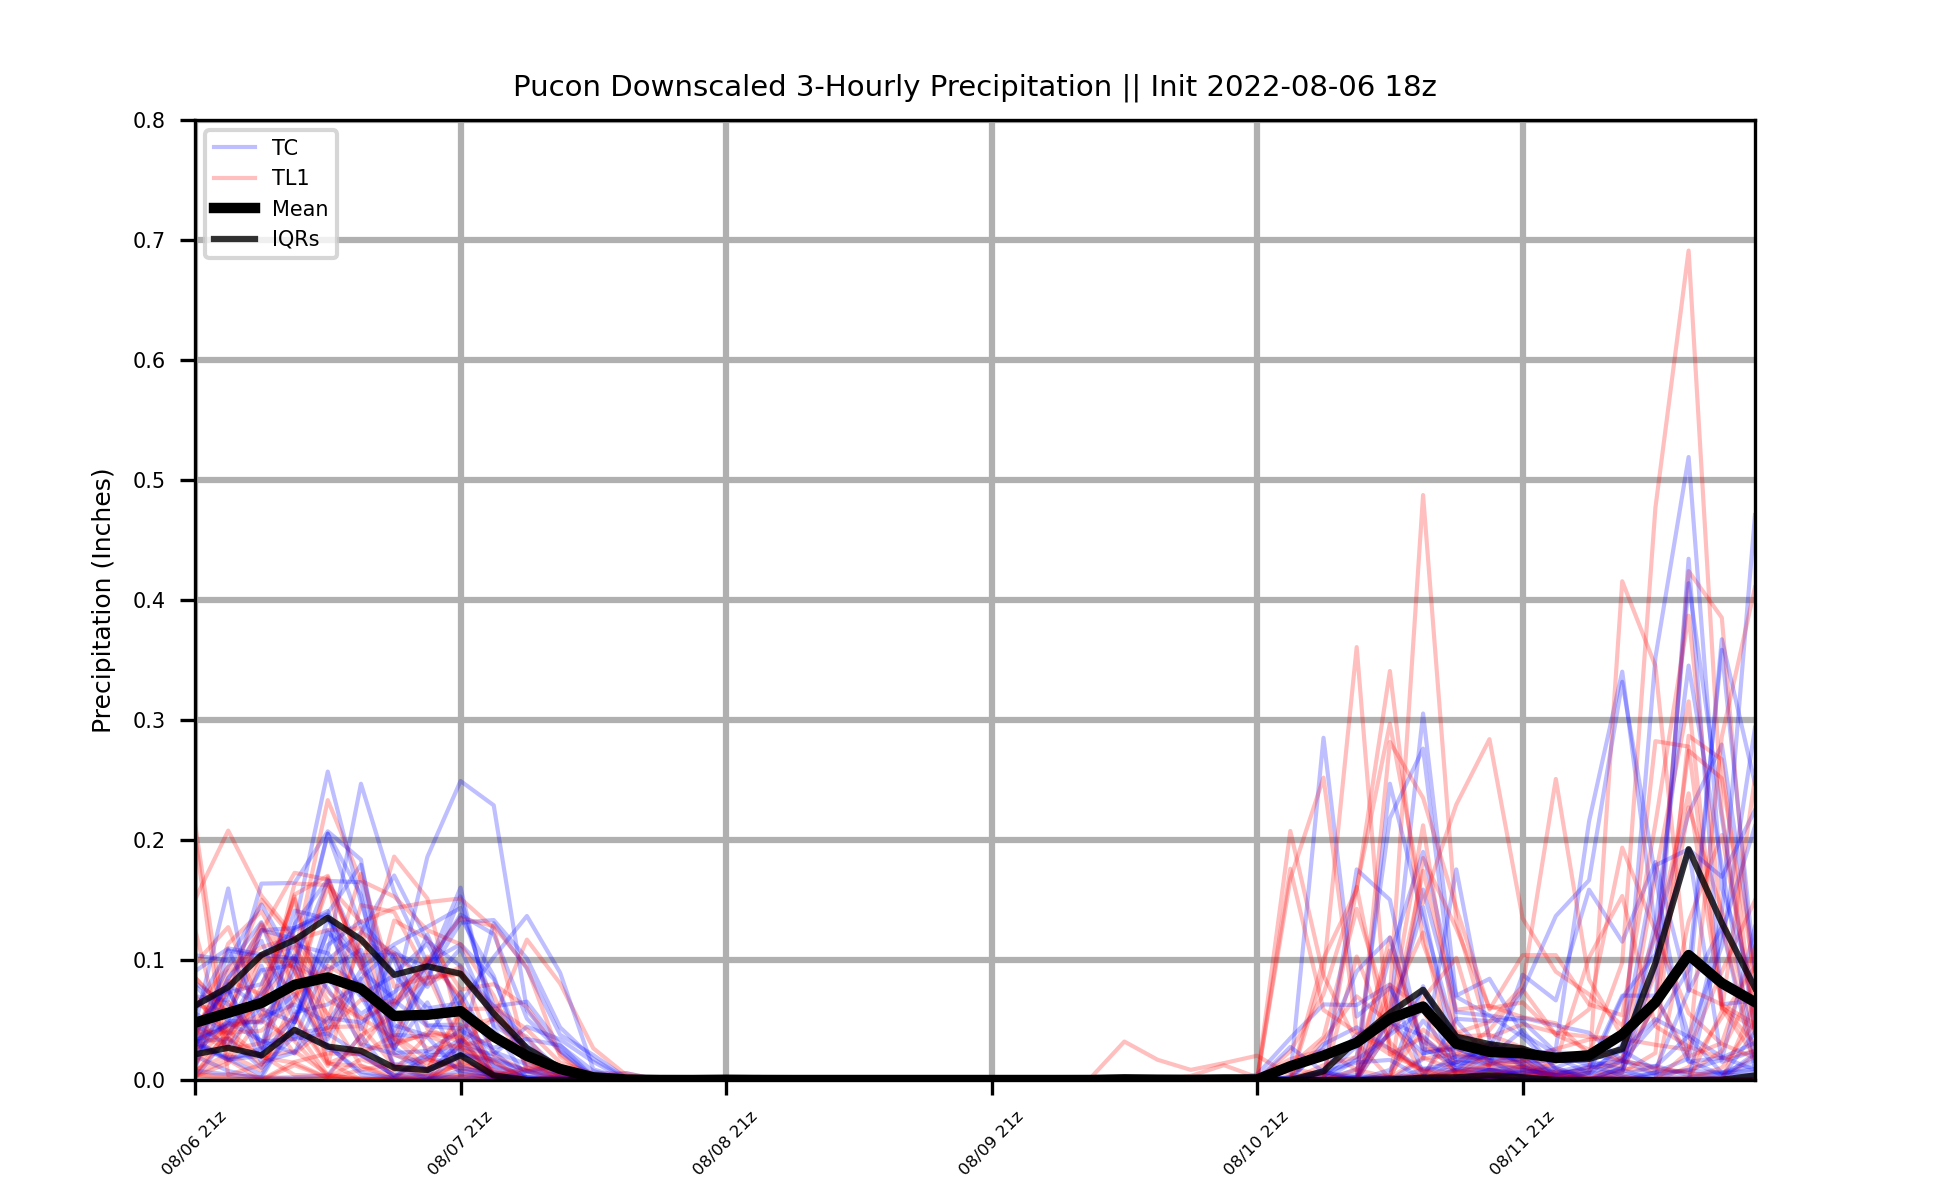 Pucon Downscaled 3-Hourly Precipitation || Init 2022-08-06 18z
Precipitation (Inches)
0.8
0.7
0.6
0.5
0.4
0.3
0.2
0.1
0.0
TC
TL1
Mean
IQRs
08/06 21z
08/07 21z
08/08 21z
08/09 21z
08/10 21z
08/11 21z